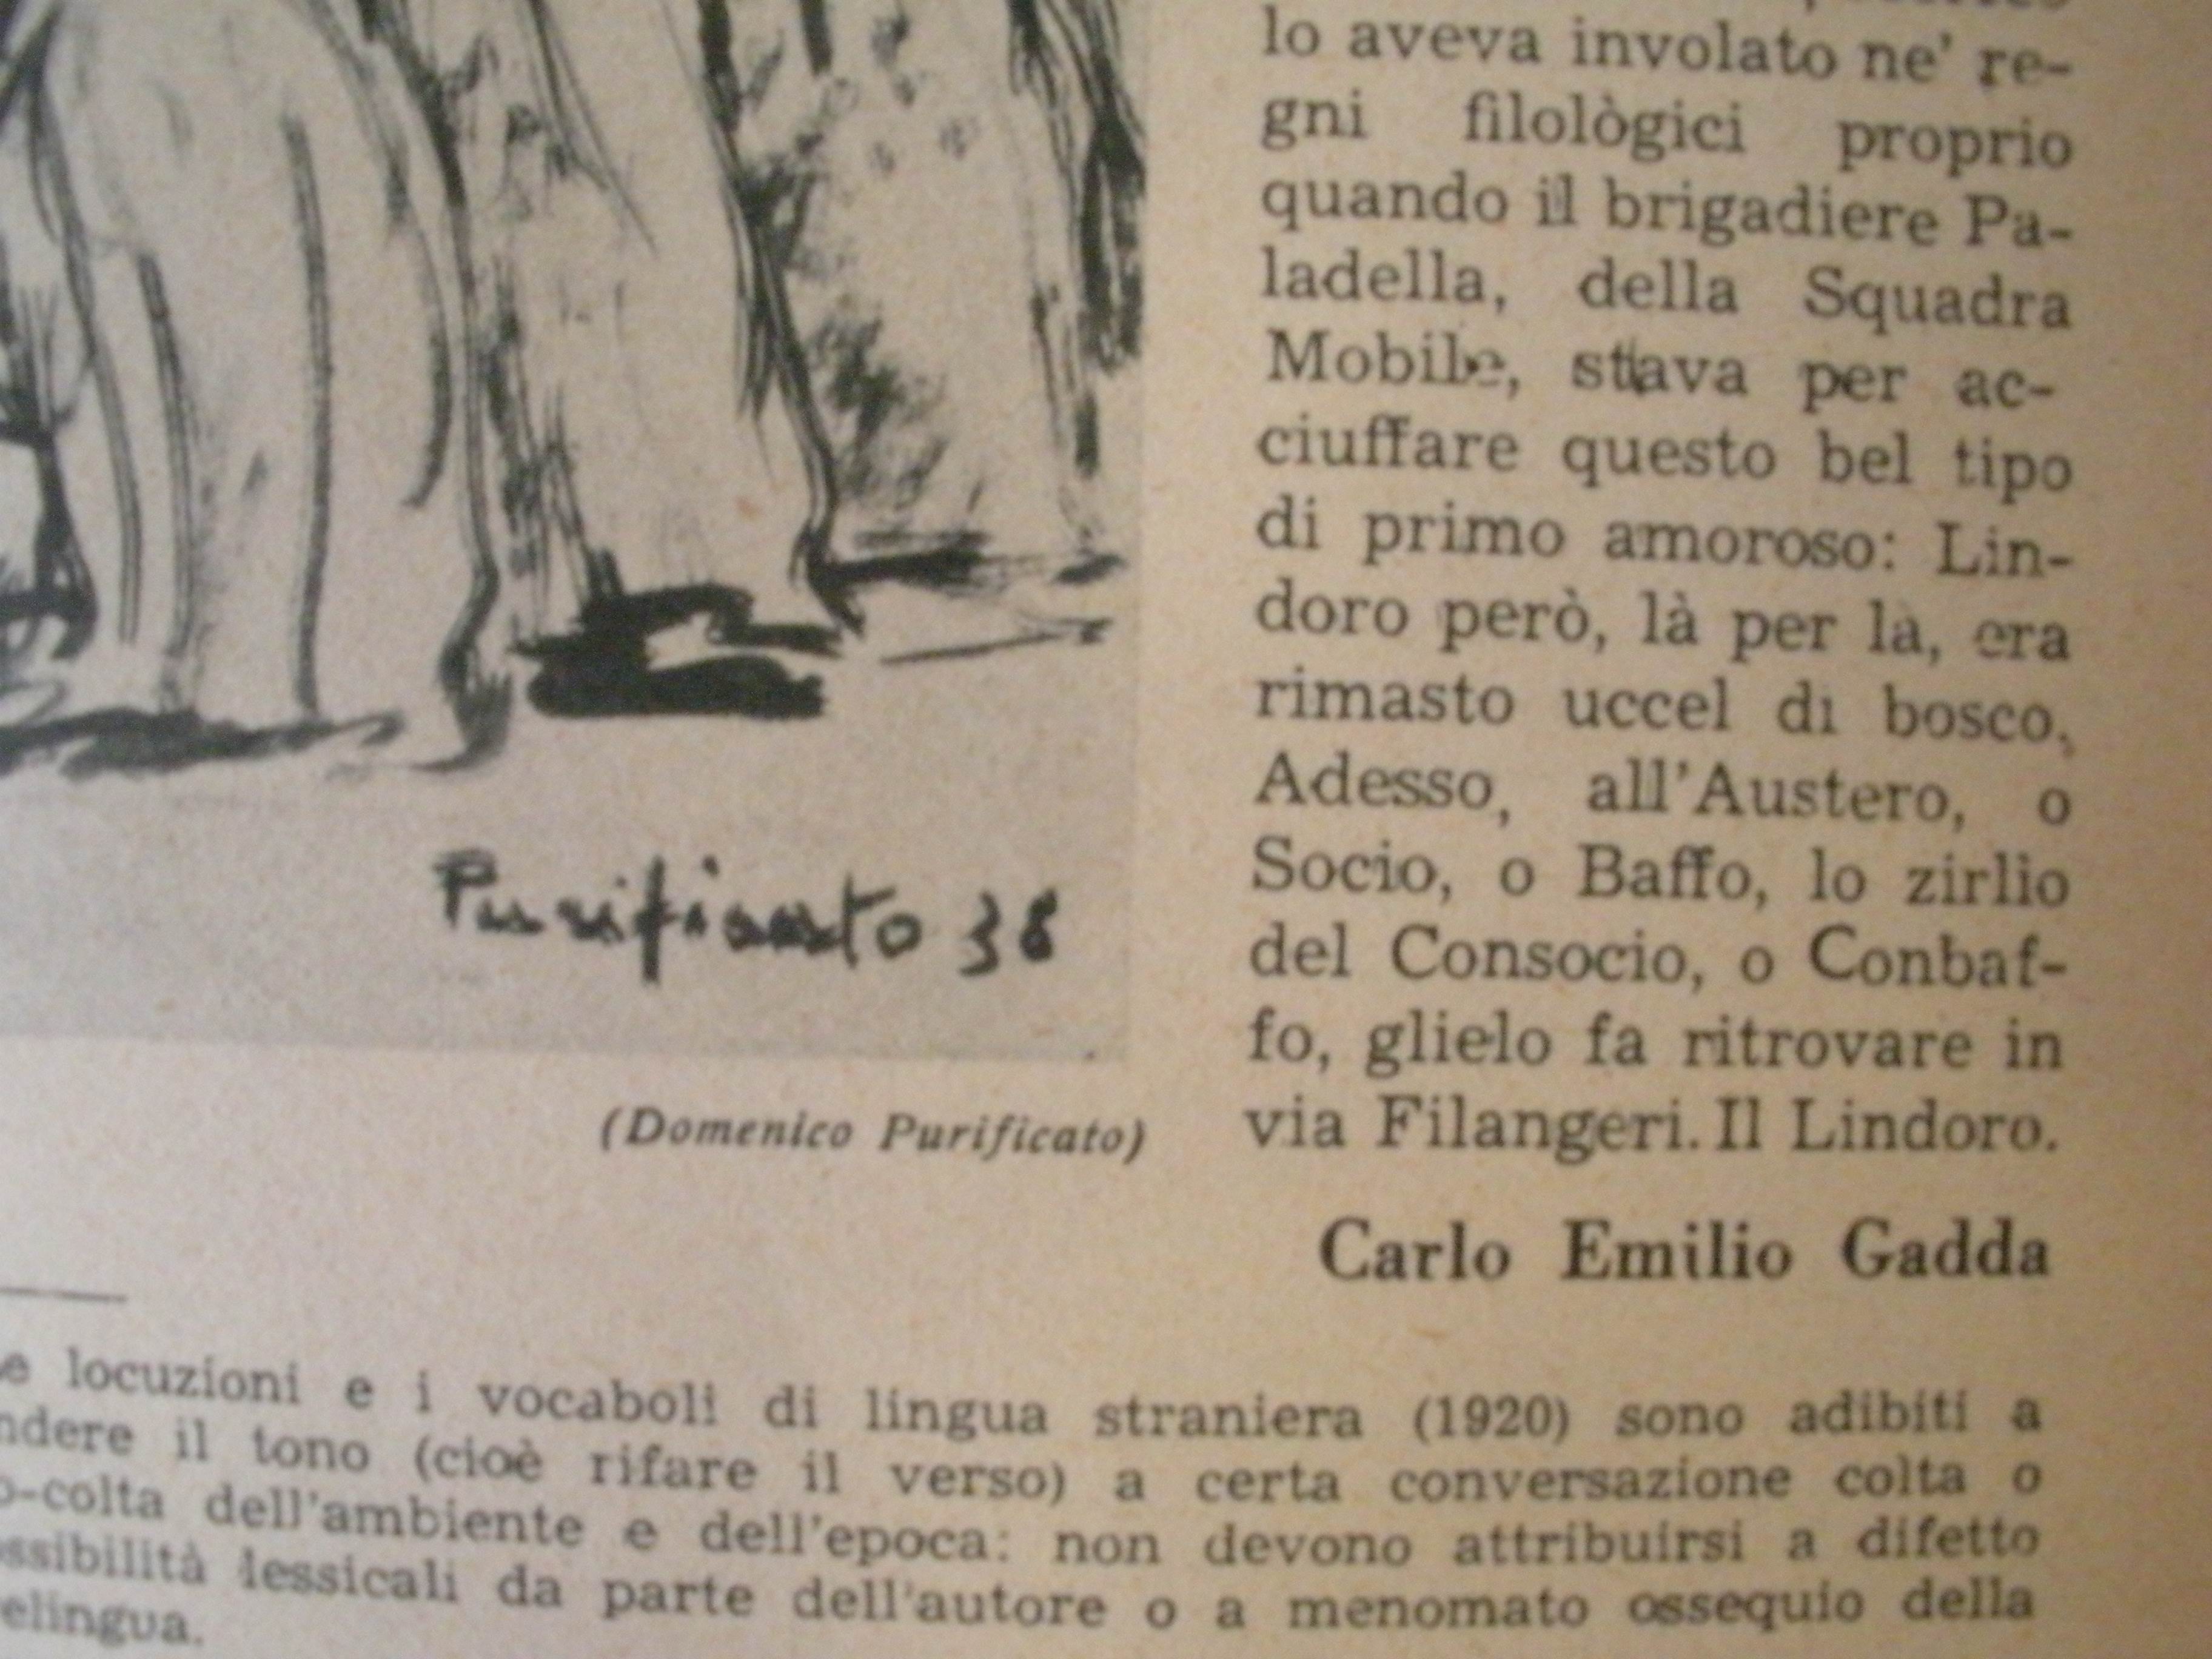 lo aveva involato ne' re-
gni filològici proprio
quando il brigadiere Pa-
ladella, della Squadra
Mobile, stava per ac-
ciuffare questo bel tipo
di primo amoroso: Lin-
doro però, là per là, era
rimasto uccel di bosco.
Adesso, all'Austero, o
Socio, o Baffo, lo zirlio
del Consocio, o Conbaf-
fo, glielo fa ritrovare in
via Filangeri. Il Lindoro.
Carlo Emilio Gadda
Purificato 38
(Domenico Purificato)
e locuzioni e i vocaboli di lingua straniera (1920) sono adibiti a
ndere il tono (cioè rifare il verso) a certa conversazione colta o
o-colta dell'ambiente e dell'epoca: non devono attribuirsi a difetto
ssibilità lessicali da parte dell'autore o a menomato ossequio della
elingua.